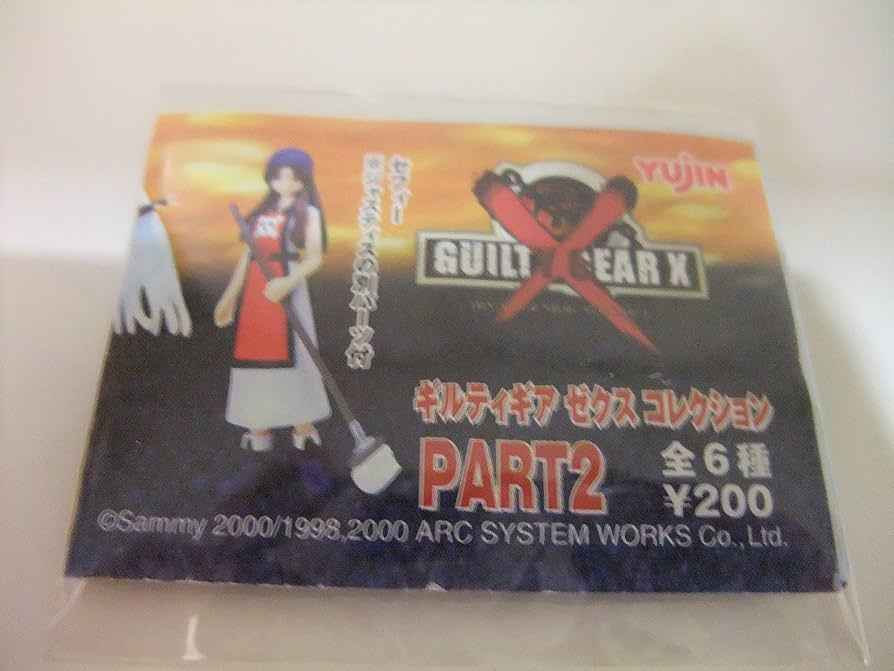 YUJIN
GUILTY GEAR X
ギルティギア ゼクス コレクション
PART2
全6種
¥200
©Sammy 2000/1998,2000 ARC SYSTEM WORKS Co.,Ltd.